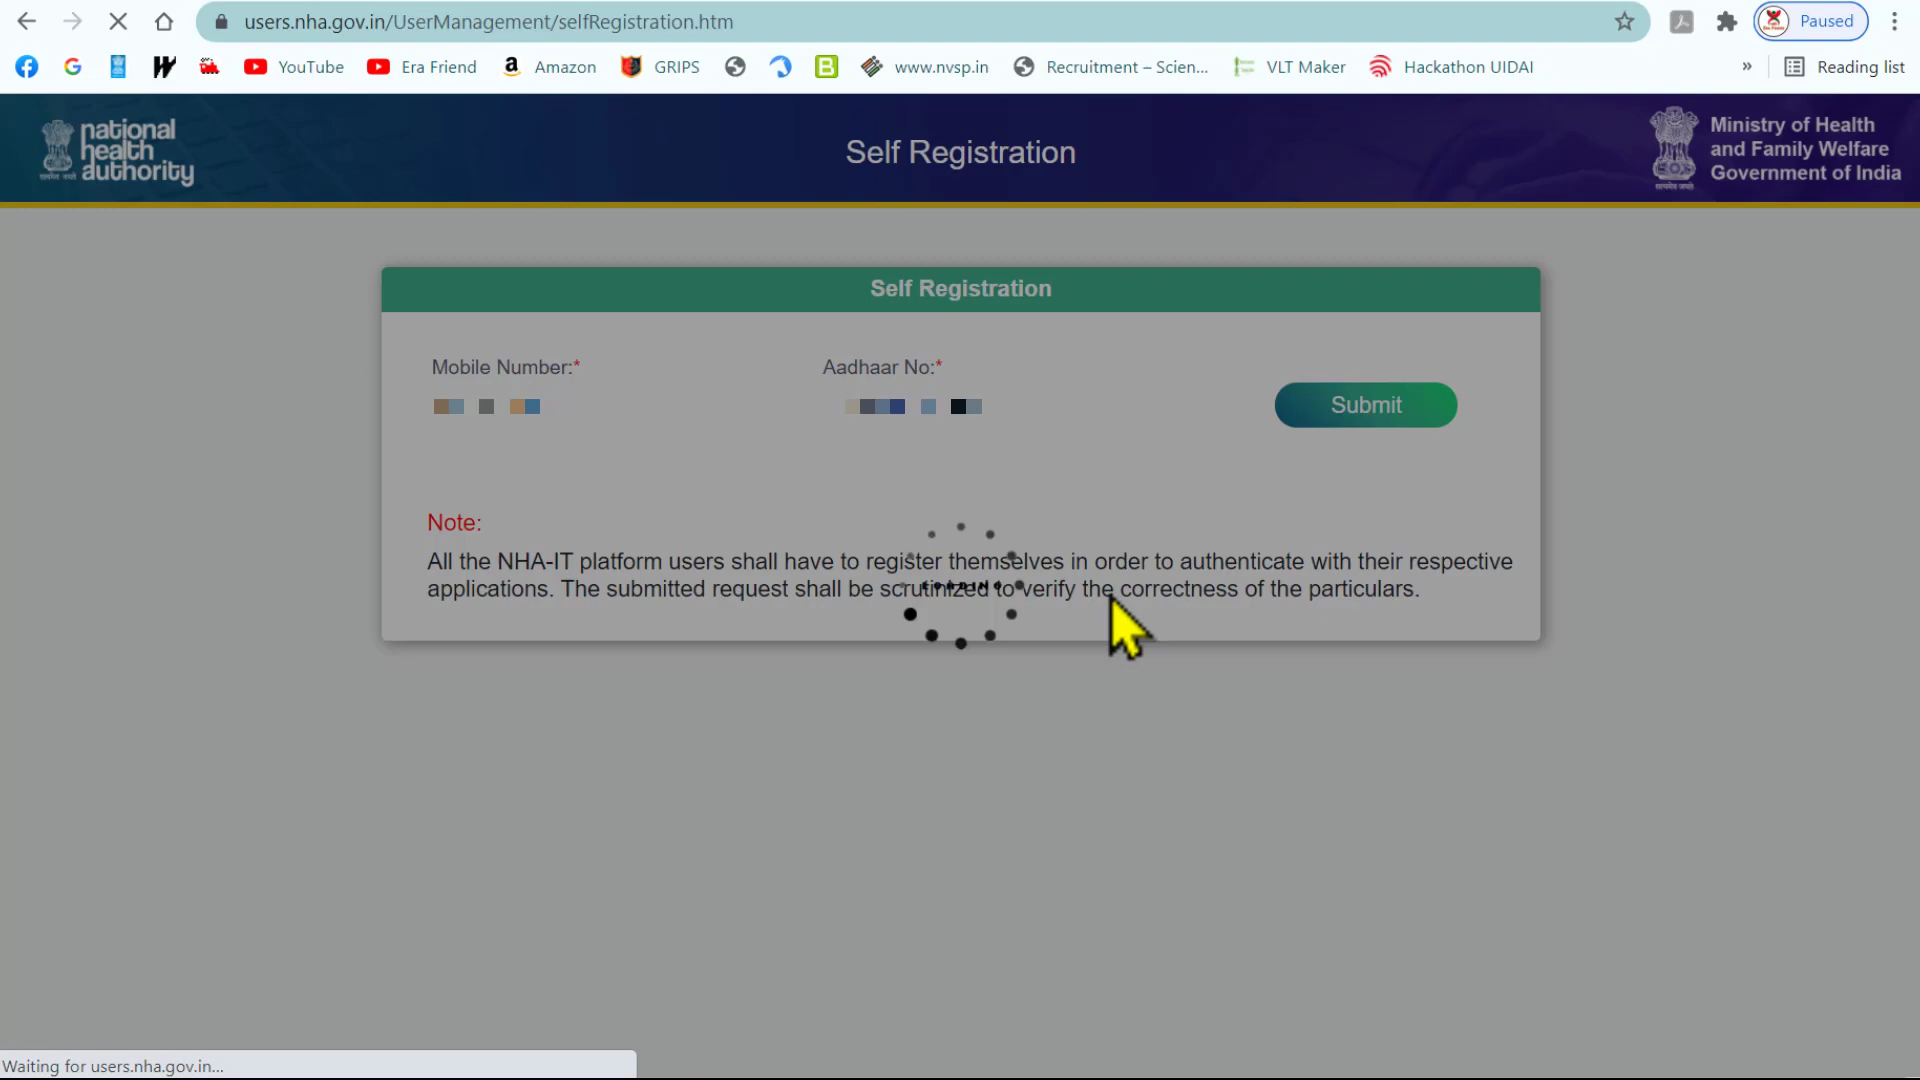 users.nha.gov.in/UserManagement/selfRegistration.htm
Paused
YouTube
Era Friend
Amazon
GRIPS
www.nvsp.in
Recruitment – Scien...
VLT Maker
Hackathon UIDAI
»
Reading list
national
health
authority
Self Registration
Ministry of Health
and Family Welfare
Government of India
Self Registration
Mobile Number:*
Aadhaar No:*
Submit
Note:
All the NHA-IT platform users shall have to register themselves in order to authenticate with their respective
applications. The submitted request shall be scrutinized to verify the correctness of the particulars.
LOADING
Waiting for users.nha.gov.in...